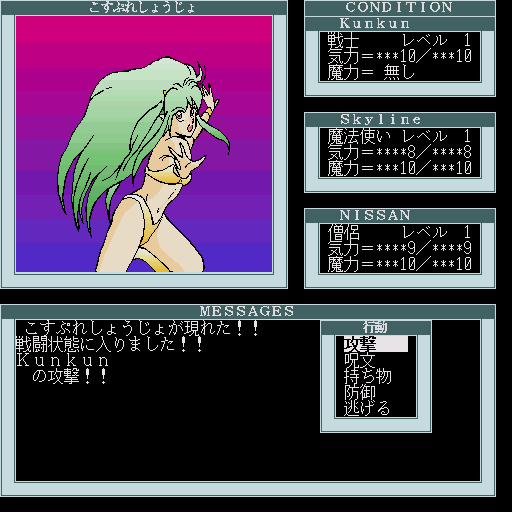 こすぷれしょうじょ
CONDITION
Kunkun
戦士　　レベル　1
気力＝***10／***10
魔力＝ 無し
Skyline
魔法使い レベル　1
気力＝****8／****8
魔力＝***10／***10
NISSAN
僧侶　　レベル　1
気力＝****9／****9
魔力＝***10／***10
MESSAGES
こすぷれしょうじょが現れた！！
戦闘状態に入りました！！
Ｋｕｎｋｕｎ
の攻撃！！
行動
攻撃
呪文
持ち物
防御
逃げる